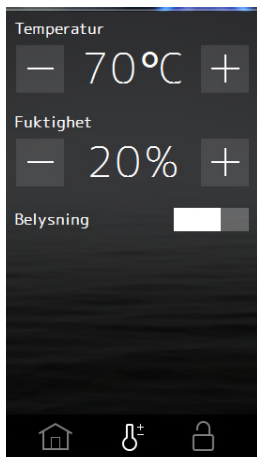 Temperatur
— 70°C +
Fuktighet
— 20% +
Belysning